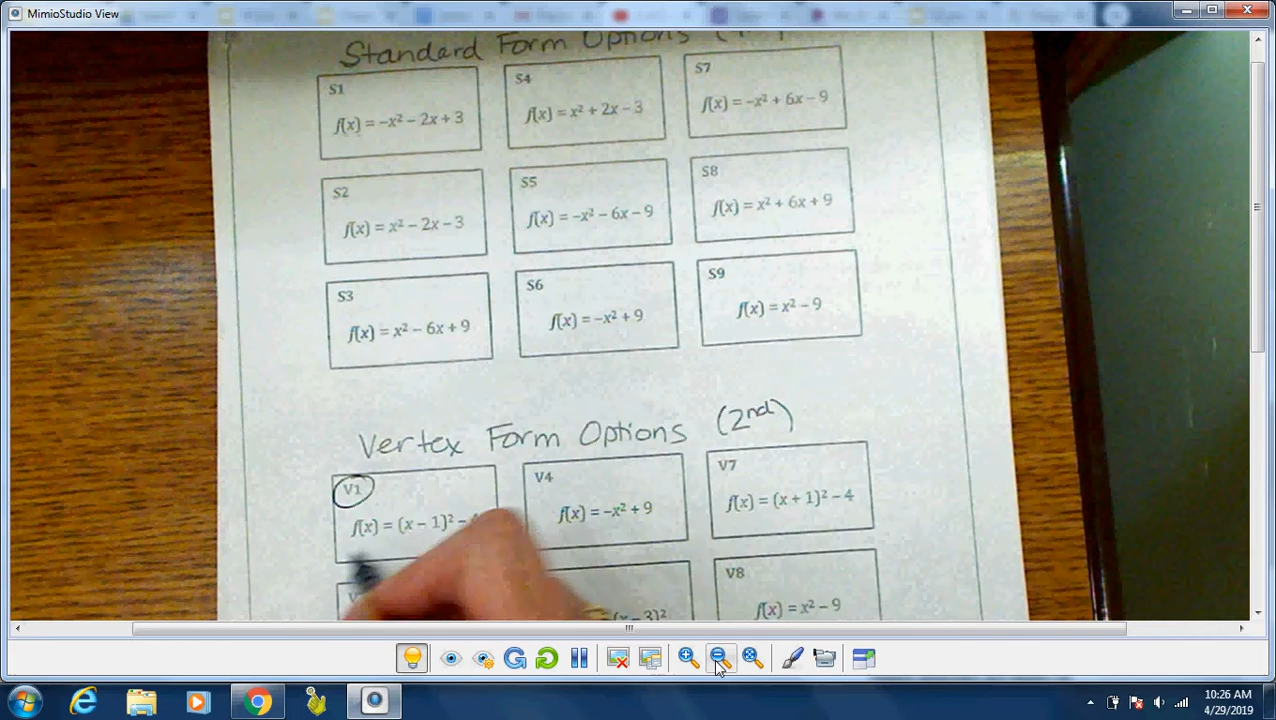 MimioStudio View
Standard Form Options
S1
f(x) = −x² − 2x + 3
S4
f(x) = x² + 2x − 3
S7
f(x) = −x² + 6x − 9
S2
f(x) = x² − 2x − 3
S5
f(x) = −x² − 6x − 9
S8
f(x) = x² + 6x + 9
S3
f(x) = x² − 6x + 9
S6
f(x) = −x² + 9
S9
f(x) = x² − 9
Vertex Form Options (2nd)
V1
f(x) = (x − 1)² −
V4
f(x) = −x² + 9
V7
f(x) = (x + 1)² − 4
(x − 3)²
V8
f(x) = x² − 9
10:26 AM
4/29/2019